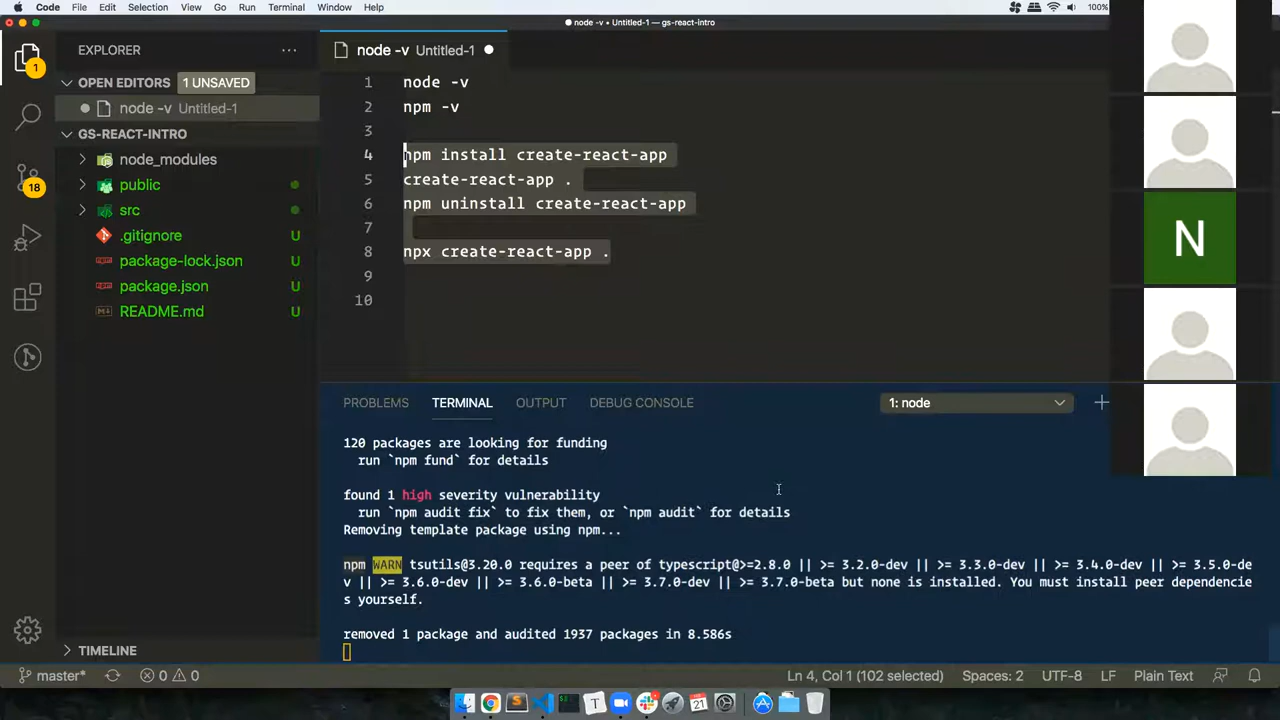 Code File Edit Selection View Go Run Terminal Window Help 100%
node -v • Untitled-1 — gs-react-intro
EXPLORER
OPEN EDITORS 1 UNSAVED
node -v Untitled-1
GS-REACT-INTRO
node_modules
public
src
.gitignore U
package-lock.json U
package.json U
README.md U
TIMELINE
1
18
node -v Untitled-1
1 node -v
2 npm -v
3
4 npm install create-react-app
5 create-react-app .
6 npm uninstall create-react-app
7
8 npx create-react-app .
9
10
N
PROBLEMS TERMINAL OUTPUT DEBUG CONSOLE 1: node
120 packages are looking for funding
run `npm fund` for details
found 1 high severity vulnerability
run `npm audit fix` to fix them, or `npm audit` for details
Removing template package using npm...
npm WARN tsutils@3.20.0 requires a peer of typescript@>=2.8.0 || >= 3.2.0-dev || >= 3.3.0-dev || >= 3.4.0-dev || >= 3.5.0-de
v || >= 3.6.0-dev || >= 3.6.0-beta || >= 3.7.0-dev || >= 3.7.0-beta but none is installed. You must install peer dependencie
s yourself.
removed 1 package and audited 1937 packages in 8.586s
master* 0 0 Ln 4, Col 1 (102 selected) Spaces: 2 UTF-8 LF Plain Text
21